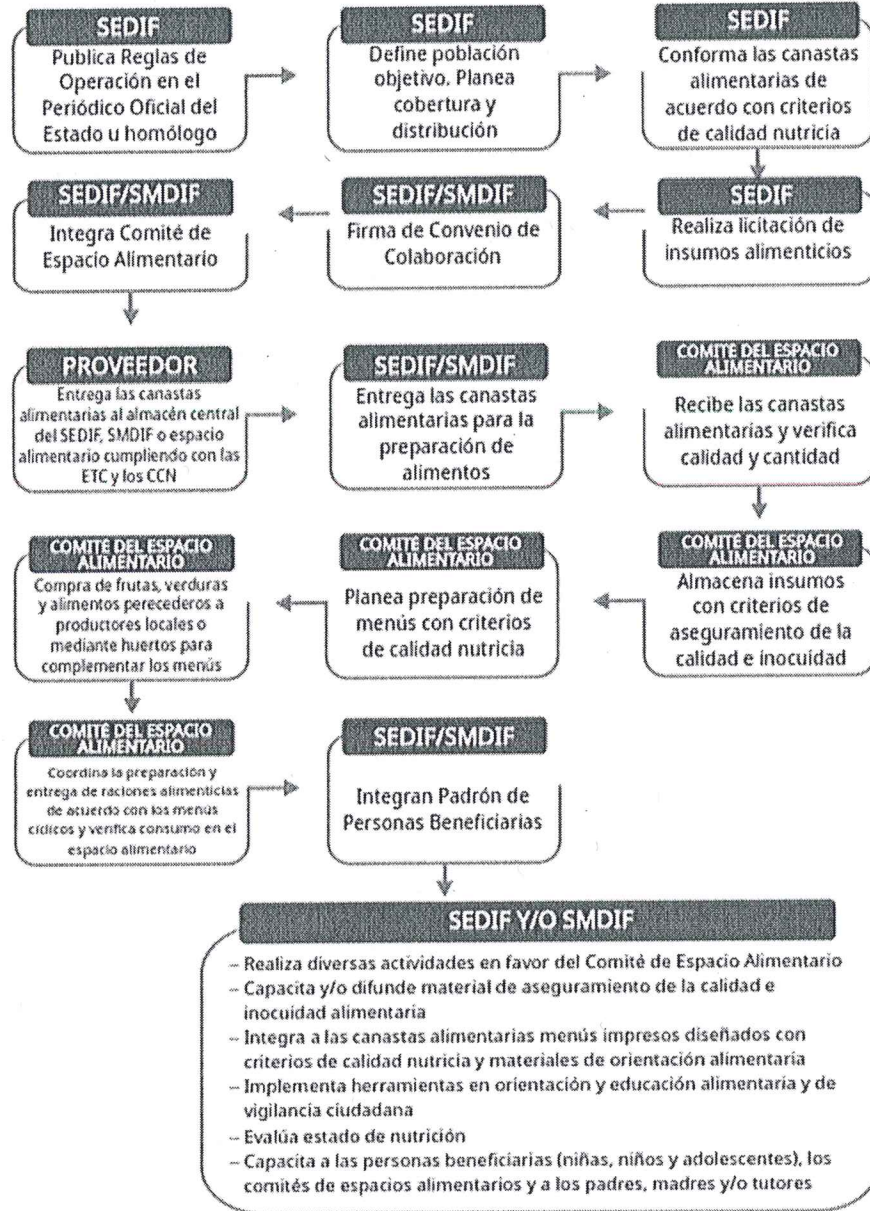 SEDIF
Publica Reglas de
Operación en el
Periódico Oficial del
Estado u homólogo
SEDIF
Define población
objetivo. Planea
cobertura y
distribución
SEDIF
Conforma las canastas
alimentarias de
acuerdo con criterios
de calidad nutricia
SEDIF
Realiza licitación de
insumos alimenticios
SEDIF/SMDIF
Firma de Convenio de
Colaboración
SEDIF/SMDIF
Integra Comité de
Espacio Alimentario
PROVEEDOR
Entrega las canastas
alimentarias al almacén central
del SEDIF, SMDIF o espacio
alimentario cumpliendo con las
ETC y los CCN
SEDIF/SMDIF
Entrega las canastas
alimentarias para la
preparación de
alimentos
COMITÉ DEL ESPACIO
ALIMENTARIO
Recibe las canastas
alimentarias y verifica
calidad y cantidad
COMITÉ DEL ESPACIO
ALIMENTARIO
Almacena insumos
con criterios de
aseguramiento de la
calidad e inocuidad
COMITÉ DEL ESPACIO
ALIMENTARIO
Planea preparación de
menús con criterios
de calidad nutricia
COMITÉ DEL ESPACIO
ALIMENTARIO
Compra de frutas, verduras
y alimentos perecederos a
productores locales o
mediante huertos para
complementar los menús
COMITÉ DEL ESPACIO
ALIMENTARIO
Coordina la preparación y
entrega de raciones alimenticias
de acuerdo con los menús
cíclicos y verifica consumo en el
espacio alimentario
SEDIF/SMDIF
Integran Padrón de
Personas Beneficiarias
SEDIF Y/O SMDIF
– Realiza diversas actividades en favor del Comité de Espacio Alimentario
– Capacita y/o difunde material de aseguramiento de la calidad e
inocuidad alimentaria
– Integra a las canastas alimentarias menús impresos diseñados con
criterios de calidad nutricia y materiales de orientación alimentaria
– Implementa herramientas en orientación y educación alimentaria y de
vigilancia ciudadana
– Evalúa estado de nutrición
– Capacita a las personas beneficiarias (niñas, niños y adolescentes), los
comités de espacios alimentarios y a los padres, madres y/o tutores